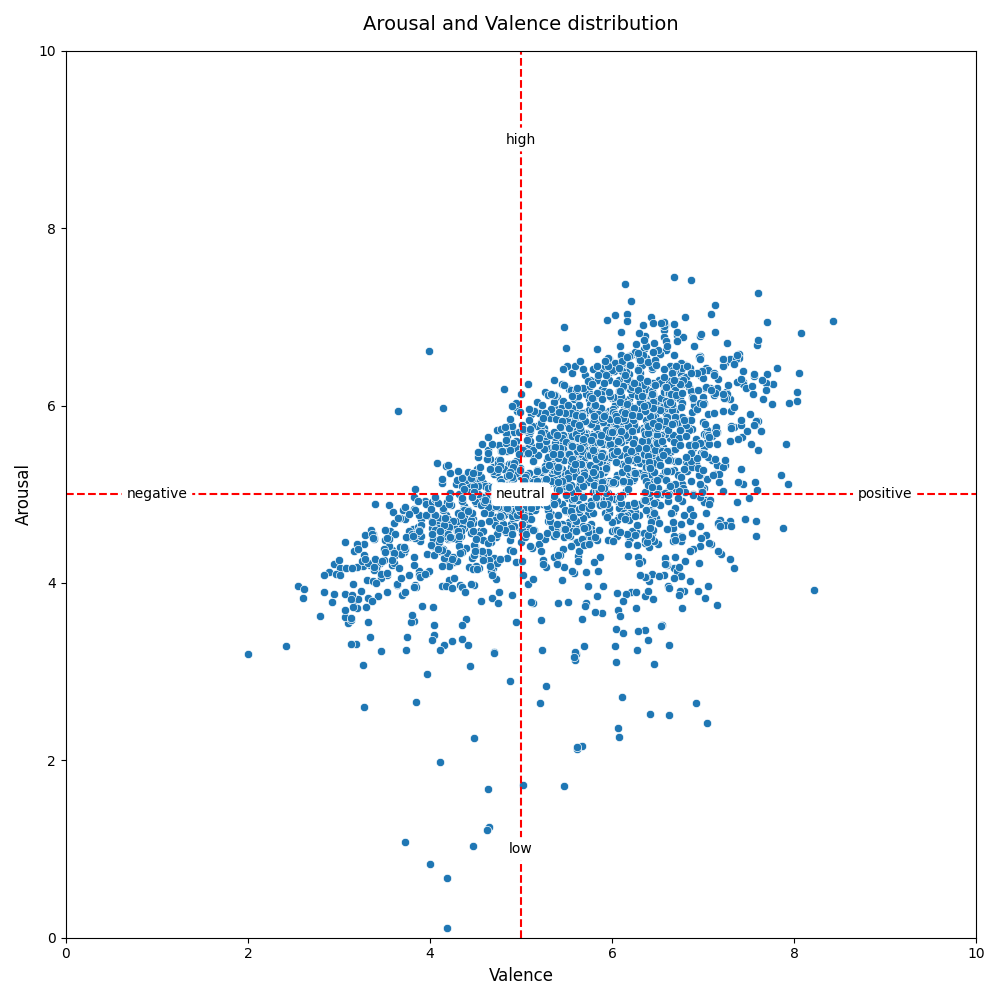 Arousal and Valence distribution
10
high
8
6
Arousal
negative
neutral
positive
4
2
low
0
0 2 4 6 8 10
Valence